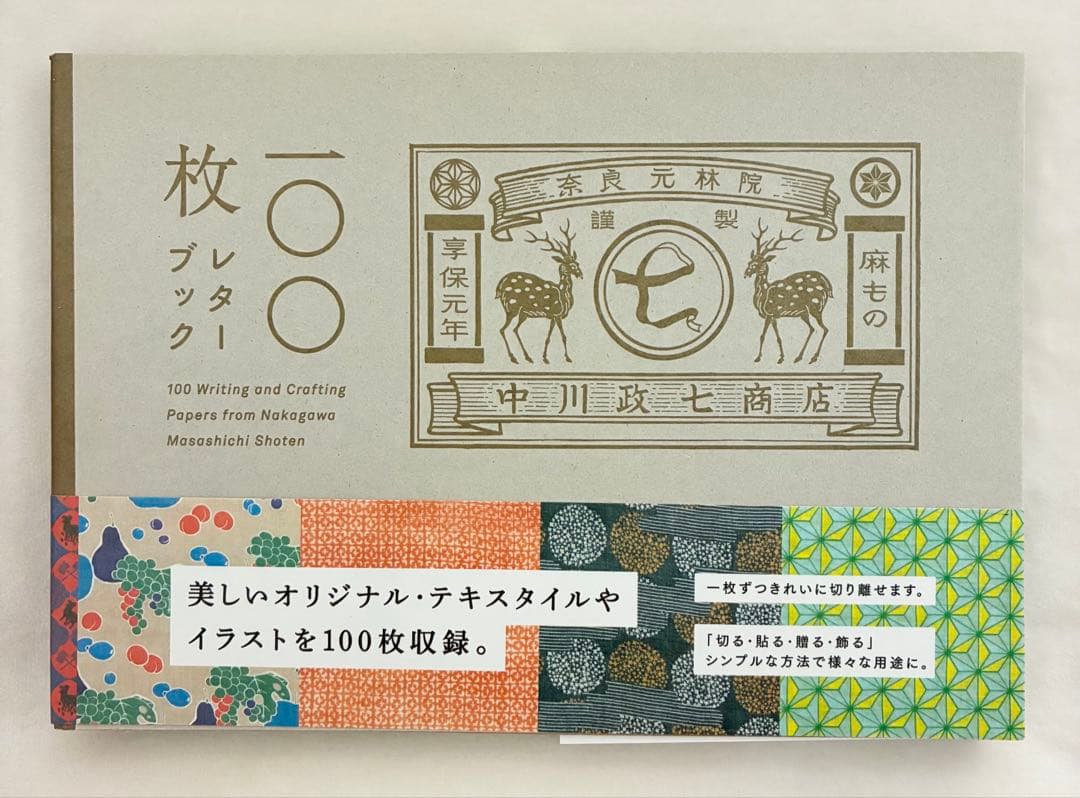 一〇〇
枚
レター
ブック
100 Writing and Crafting
Papers from Nakagawa
Masashichi Shoten
奈良元林院
謹製
享保元年
七
麻もの
中川政七商店
美しいオリジナル・テキスタイルや
イラストを100枚収録。
一枚ずつきれいに切り離せます。
「切る・貼る・贈る・飾る」
シンプルな方法で様々な用途に。